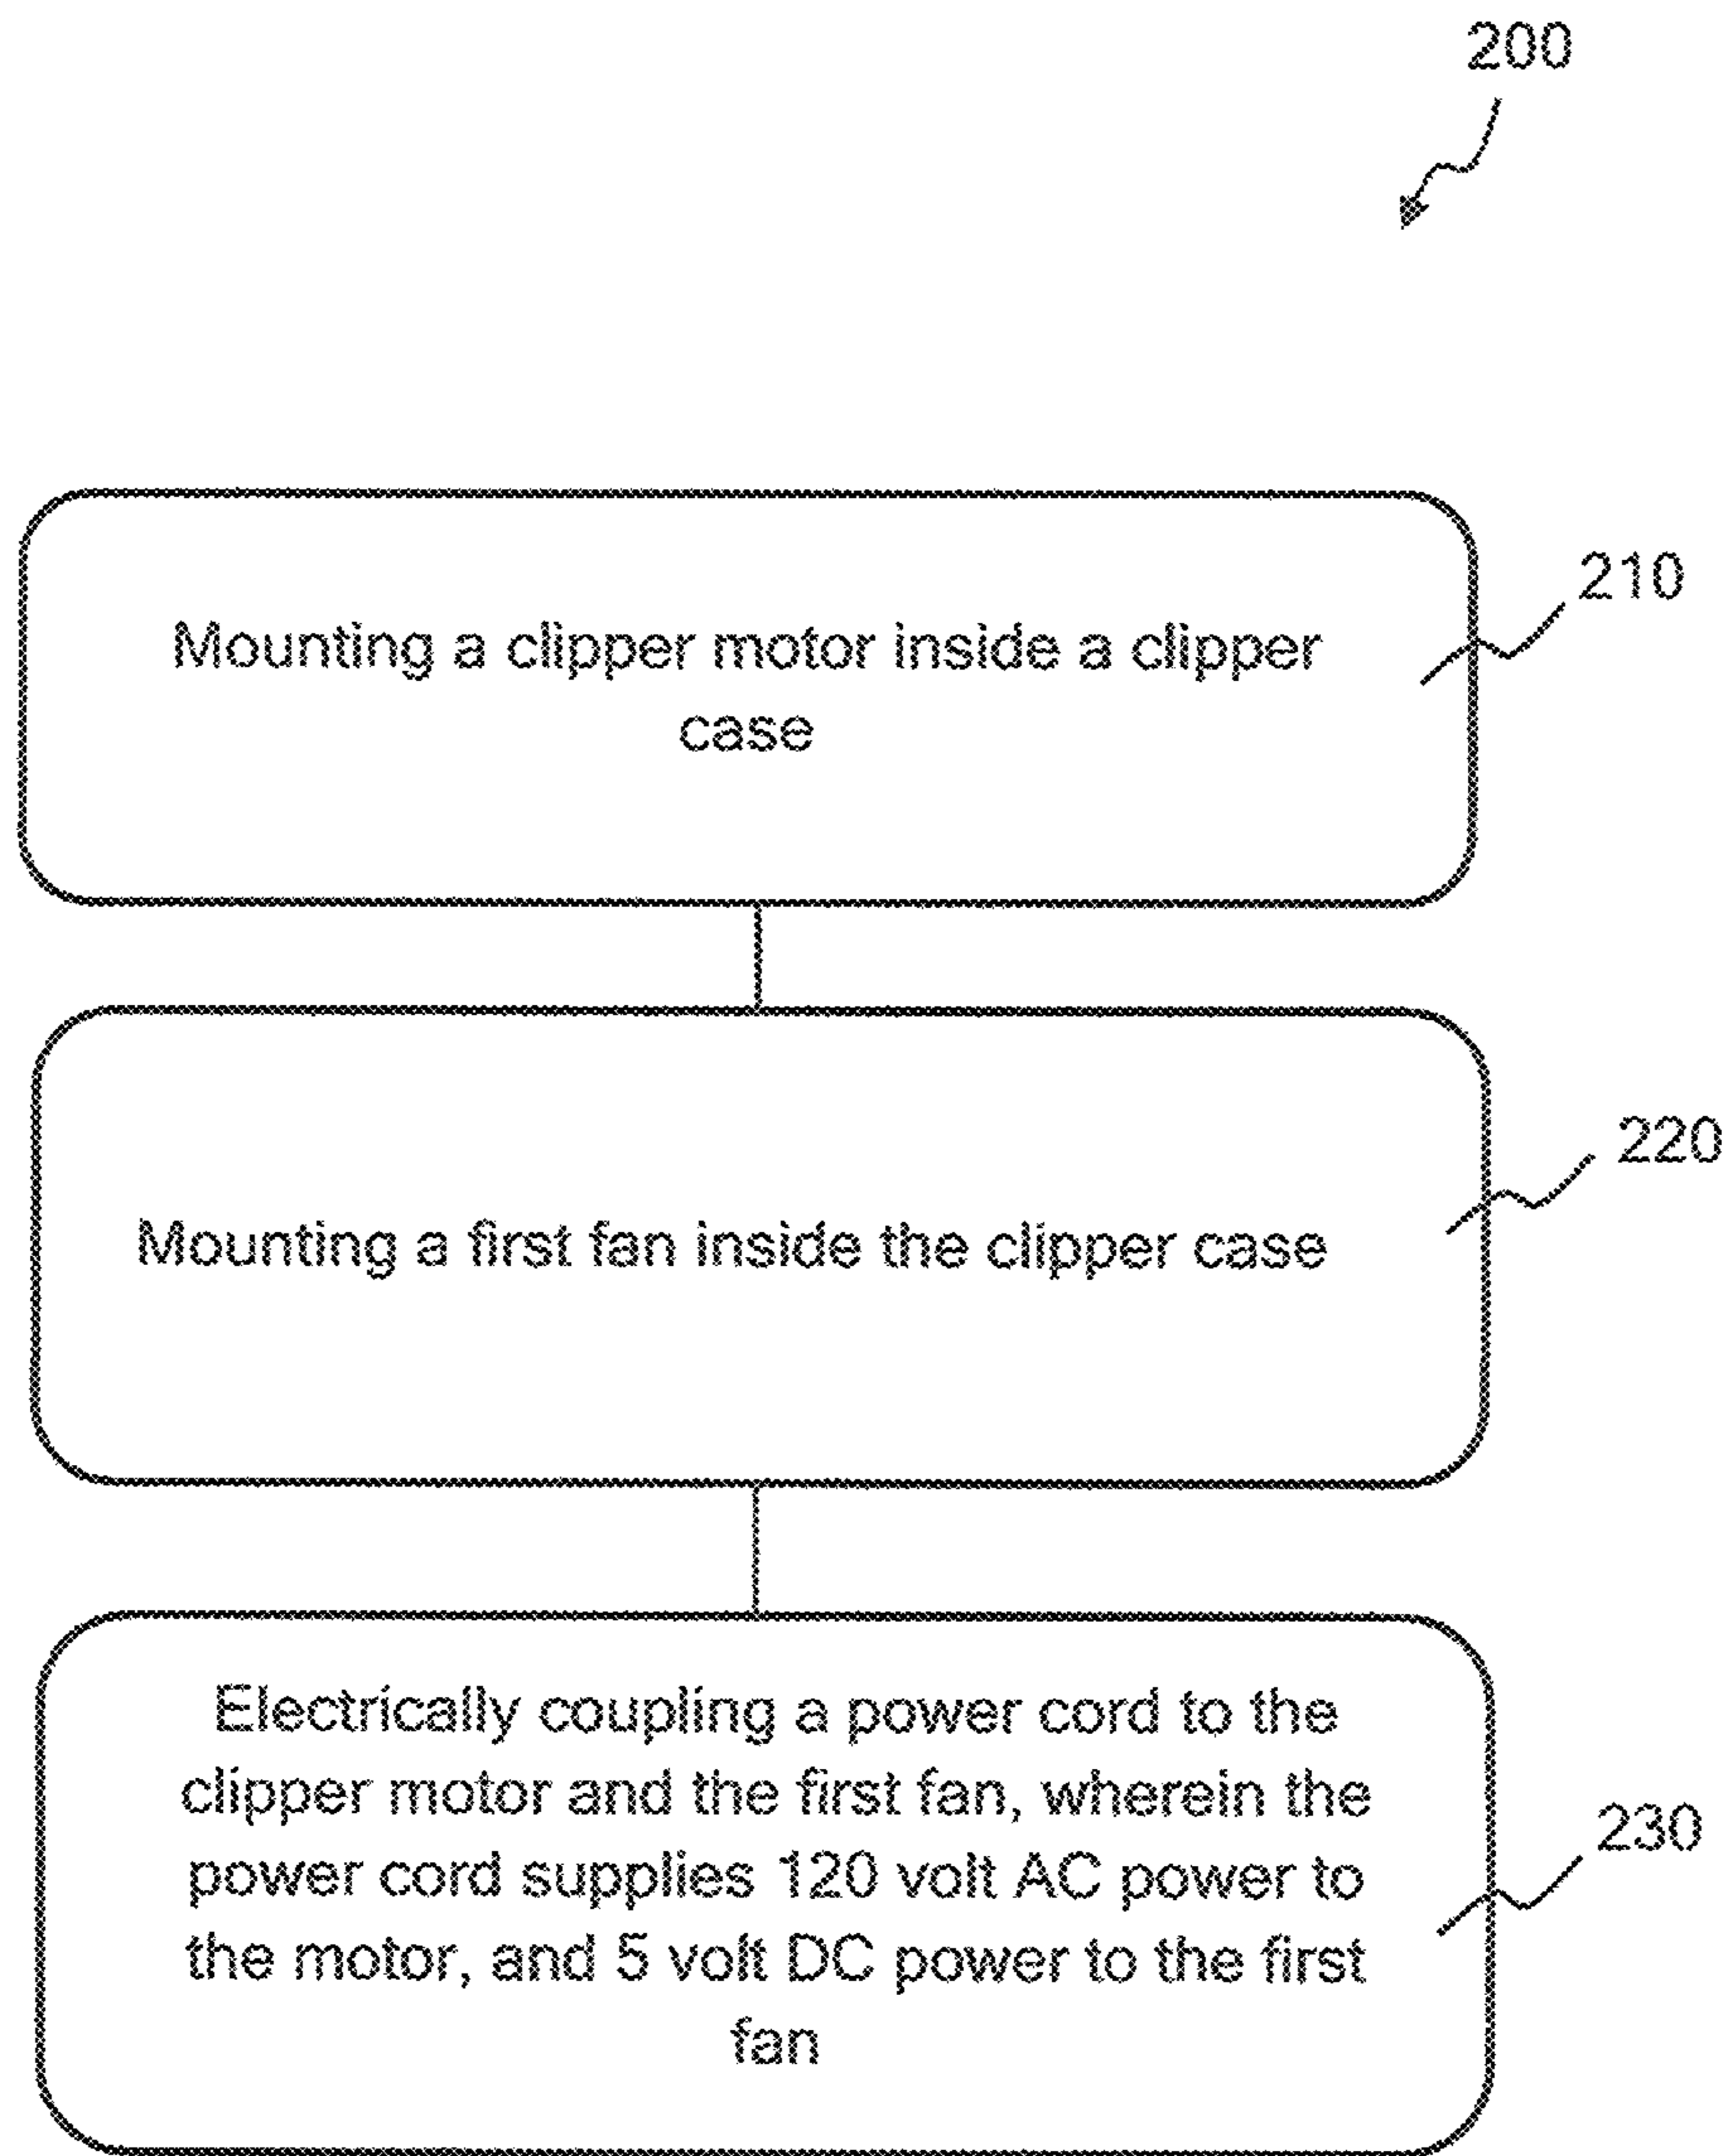 200
210
Mounting a clipper motor inside a clipper
case
220
Mounting a first fan inside the clipper case
Electrically coupling a power cord to the
clipper motor and the first fan, wherein the
230
power cord supplies 120 volt AC power to
the motor, and 5 volt DC power to the first
fan